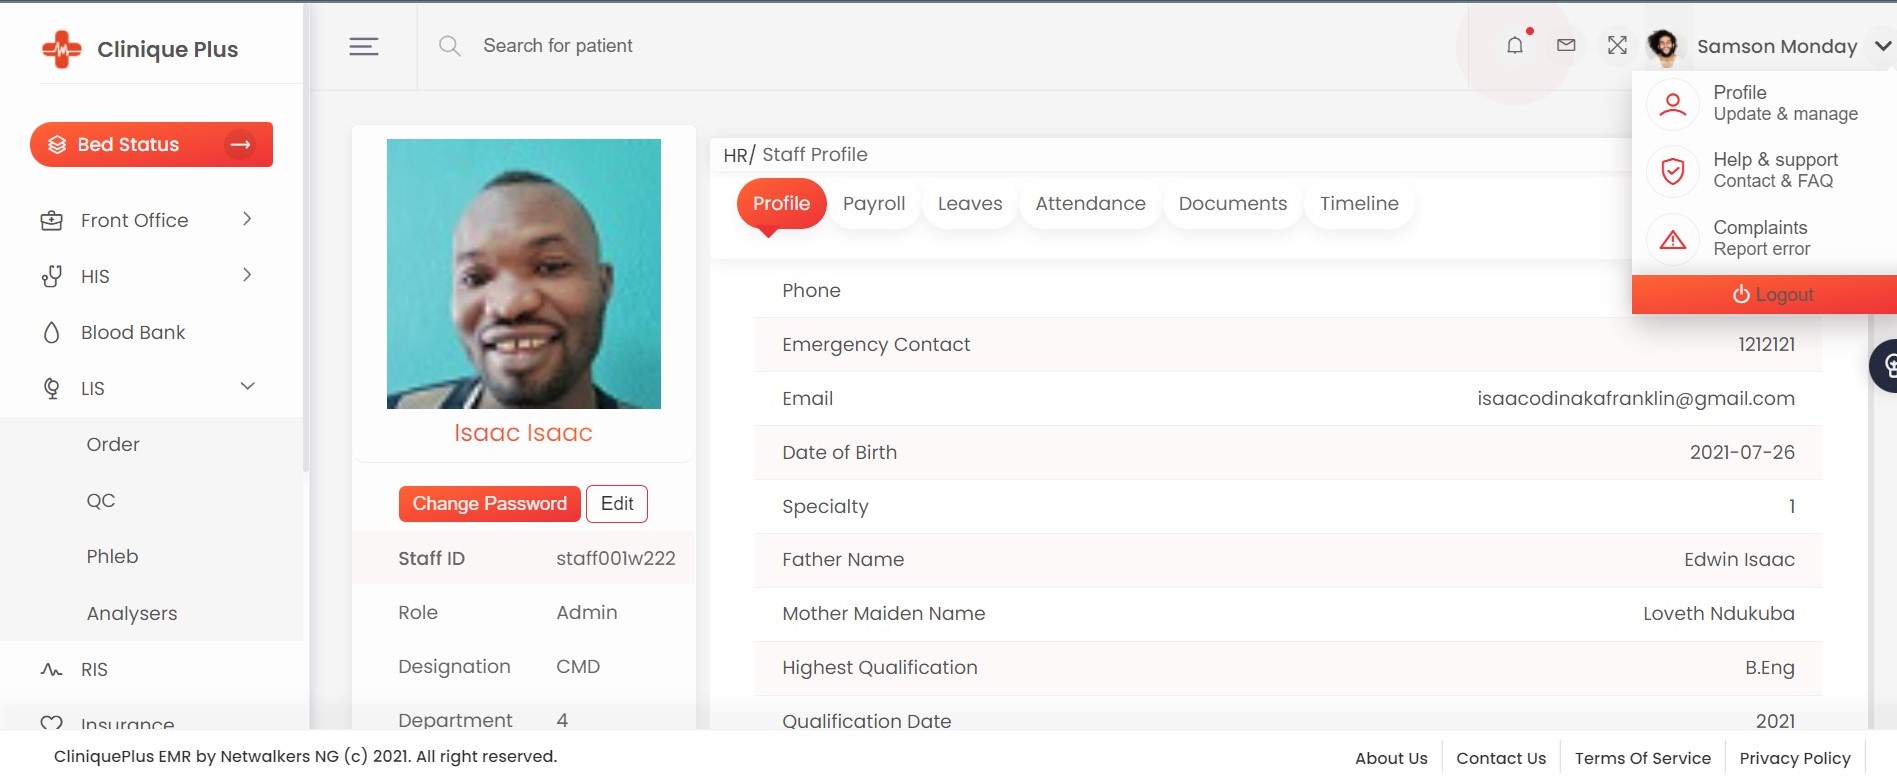 Clinique Plus
Search for patient
Samson Monday
Bed Status
Front Office
HIS
Blood Bank
LIS
Order
QC
Phleb
Analysers
RIS
Insurance
Isaac Isaac
Change Password
Edit
Staff ID staff001w222
Role Admin
Designation CMD
Department 4
HR/ Staff Profile
Profile Payroll Leaves Attendance Documents Timeline
Phone
Emergency Contact 1212121
Email isaacodinakafranklin@gmail.com
Date of Birth 2021-07-26
Specialty 1
Father Name Edwin Isaac
Mother Maiden Name Loveth Ndukuba
Highest Qualification B.Eng
Qualification Date 2021
Profile
Update & manage
Help & support
Contact & FAQ
Complaints
Report error
Logout
CliniquePlus EMR by Netwalkers NG (c) 2021. All right reserved.
About Us Contact Us Terms Of Service Privacy Policy